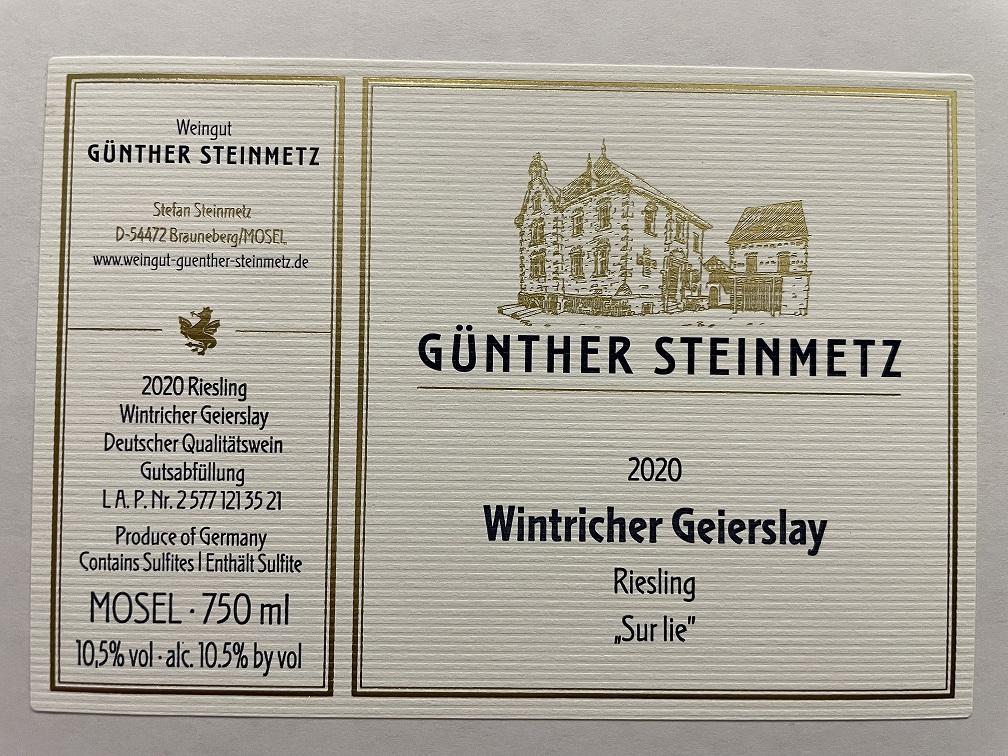 Weingut
GÜNTHER STEINMETZ
Stefan Steinmetz
D-54472 Brauneberg/MOSEL
www.weingut-guenther-steinmetz.de
2020 Riesling
Wintricher Geierslay
Deutscher Qualitätswein
Gutsabfüllung
L A. P. Nr. 2 577 121 35 21
Produce of Germany
Contains Sulfites | Enthält Sulfite
MOSEL · 750 ml
10,5% vol · alc. 10.5% by vol
GÜNTHER STEINMETZ
2020
Wintricher Geierslay
Riesling
„Sur lie”